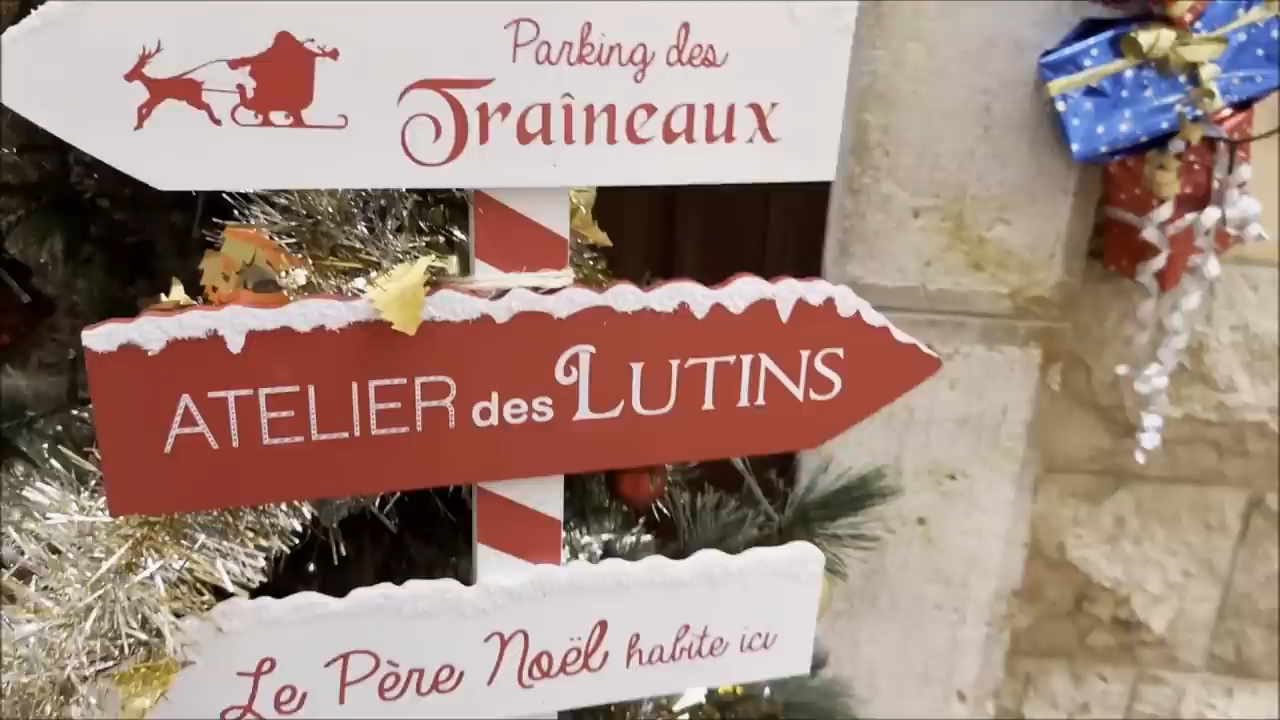 Parking des
Traîneaux
ATELIER des LUTINS
Le Père Noël habite ici